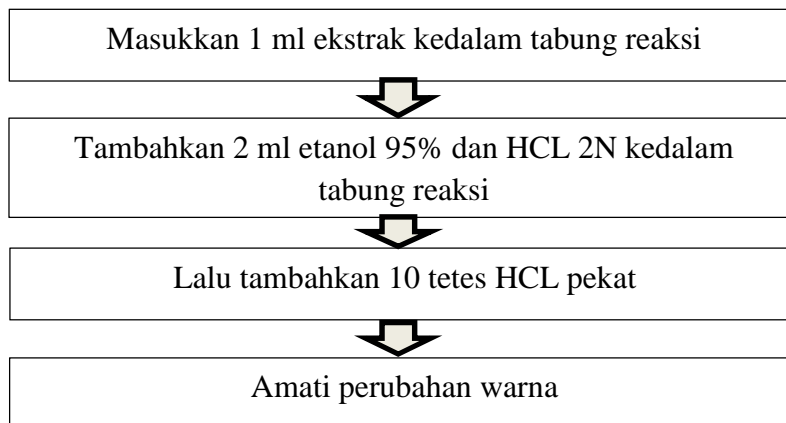 Masukkan 1 ml ekstrak kedalam tabung reaksi
Tambahkan 2 ml etanol 95% dan HCL 2N kedalam
tabung reaksi
Lalu tambahkan 10 tetes HCL pekat
Amati perubahan warna